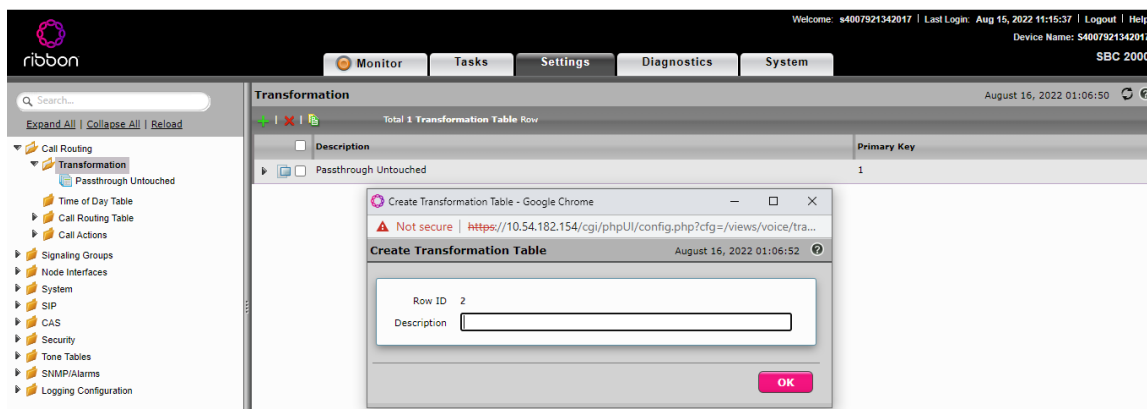 Welcome: s4007921342017 | Last Login: Aug 15, 2022 11:15:37 | Logout | Help
Device Name: S4007921342017
SBC 2000
ribbon
Monitor
Tasks
Settings
Diagnostics
System
Search...
Expand All | Collapse All | Reload
Call Routing
Transformation
Passthrough Untouched
Time of Day Table
Call Routing Table
Call Actions
Signaling Groups
Node Interfaces
System
SIP
CAS
Security
Tone Tables
SNMP/Alarms
Logging Configuration
Transformation
August 16, 2022 01:06:50
Total 1 Transformation Table Row
Description
Primary Key
Passthrough Untouched
1
Create Transformation Table - Google Chrome
Not secure | https://10.54.182.154/cgi/phpUI/config.php?cfg=/views/voice/tra...
Create Transformation Table
August 16, 2022 01:06:52
Row ID 2
Description
OK